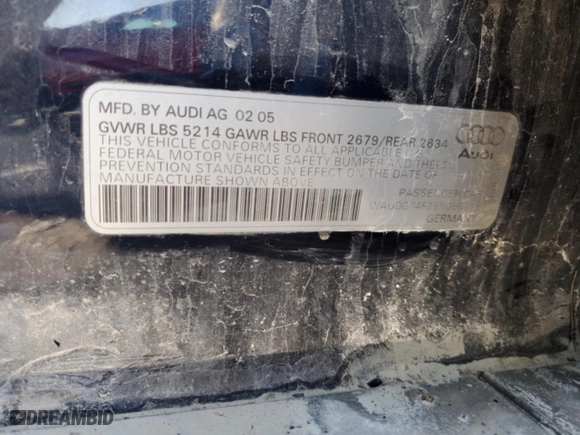 MFD. BY AUDI AG 02 05
GVWR LBS 5214 GAWR LBS FRONT 2679/REAR 2634
THIS VEHICLE CONFORMS TO ALL APPLICABLE
FEDERAL MOTOR VEHICLE SAFETY BUMPER AND THEFT
PREVENTION STANDARDS IN EFFECT ON THE DATE OF
MANUFACTURE SHOWN ABOVE
Audi
PASSENGER
GERMANY
DREAMBID